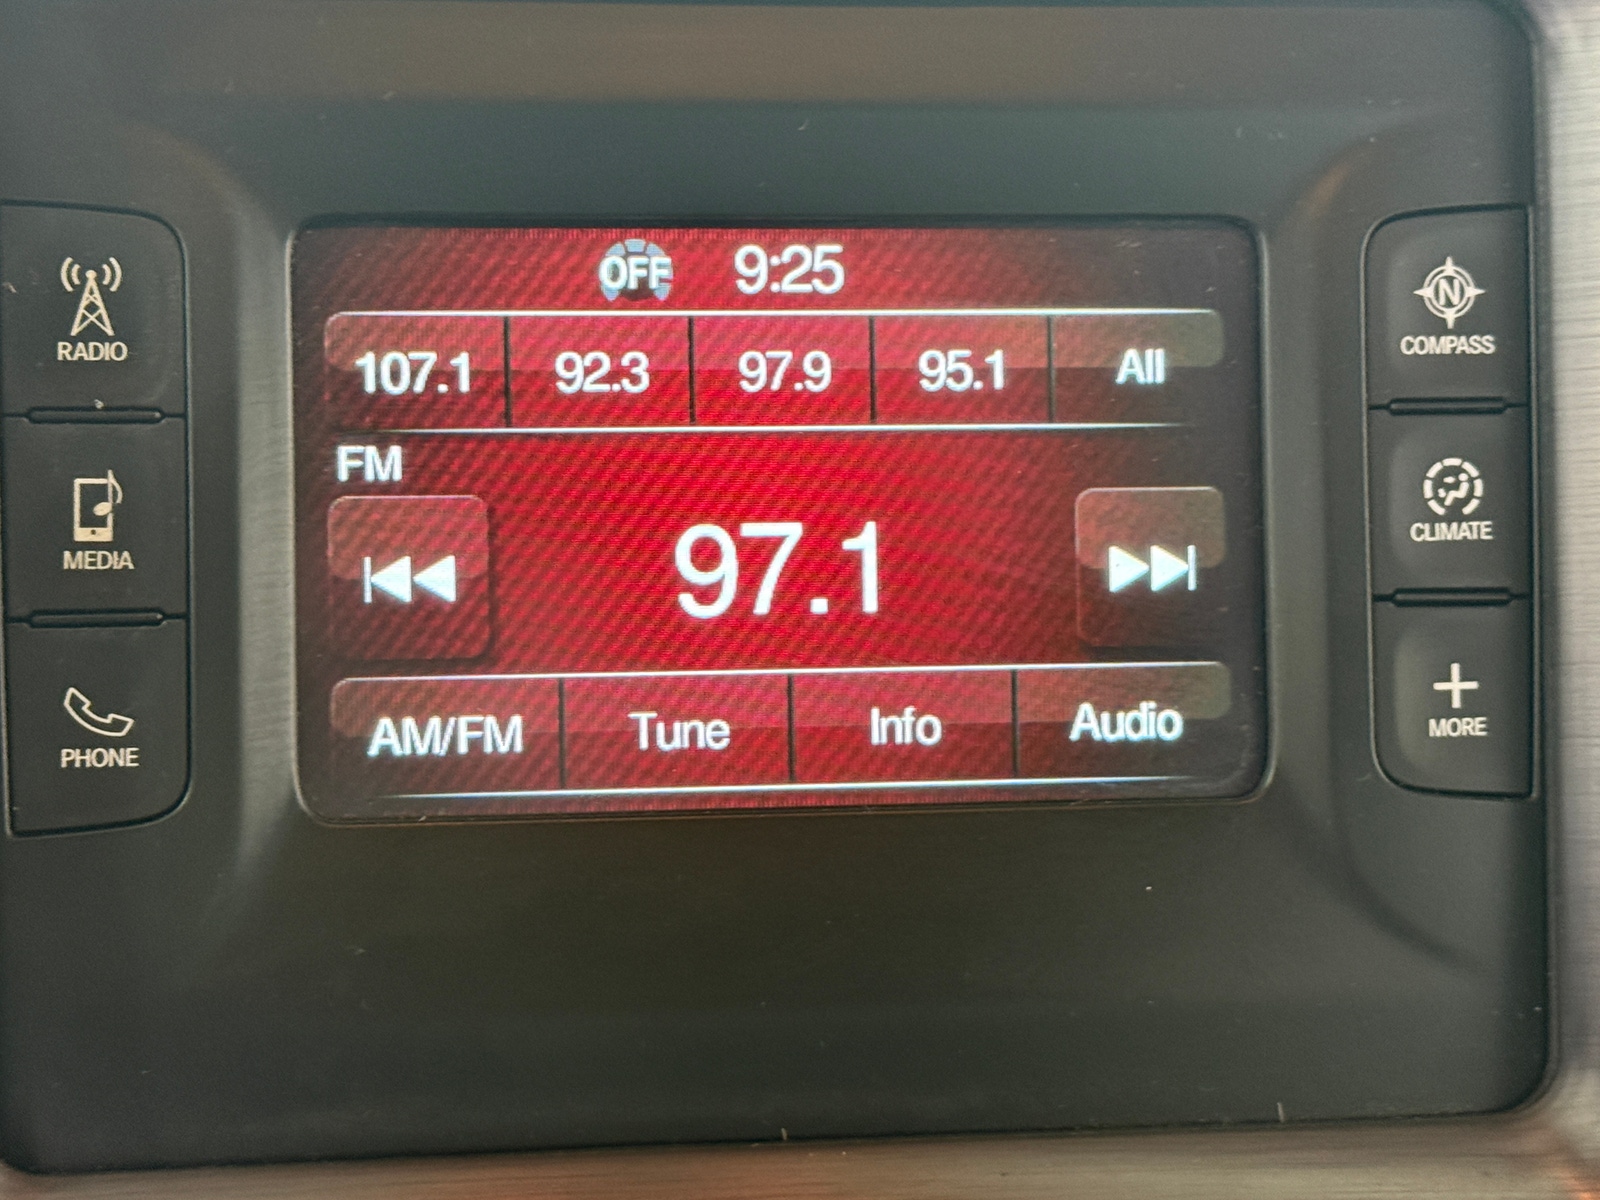 OFF 9:25
107.1 92.3 97.9 95.1 All
FM
97.1
AM/FM Tune Info Audio
RADIO
MEDIA
PHONE
N
COMPASS
CLIMATE
MORE